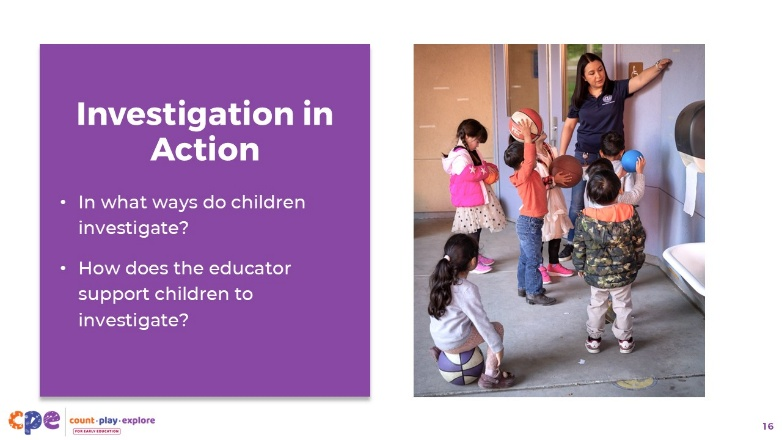 Investigation in
Action
• In what ways do children
investigate?
• How does the educator
support children to
investigate?
cpe
count·play·explore
FOR EARLY EDUCATION
16